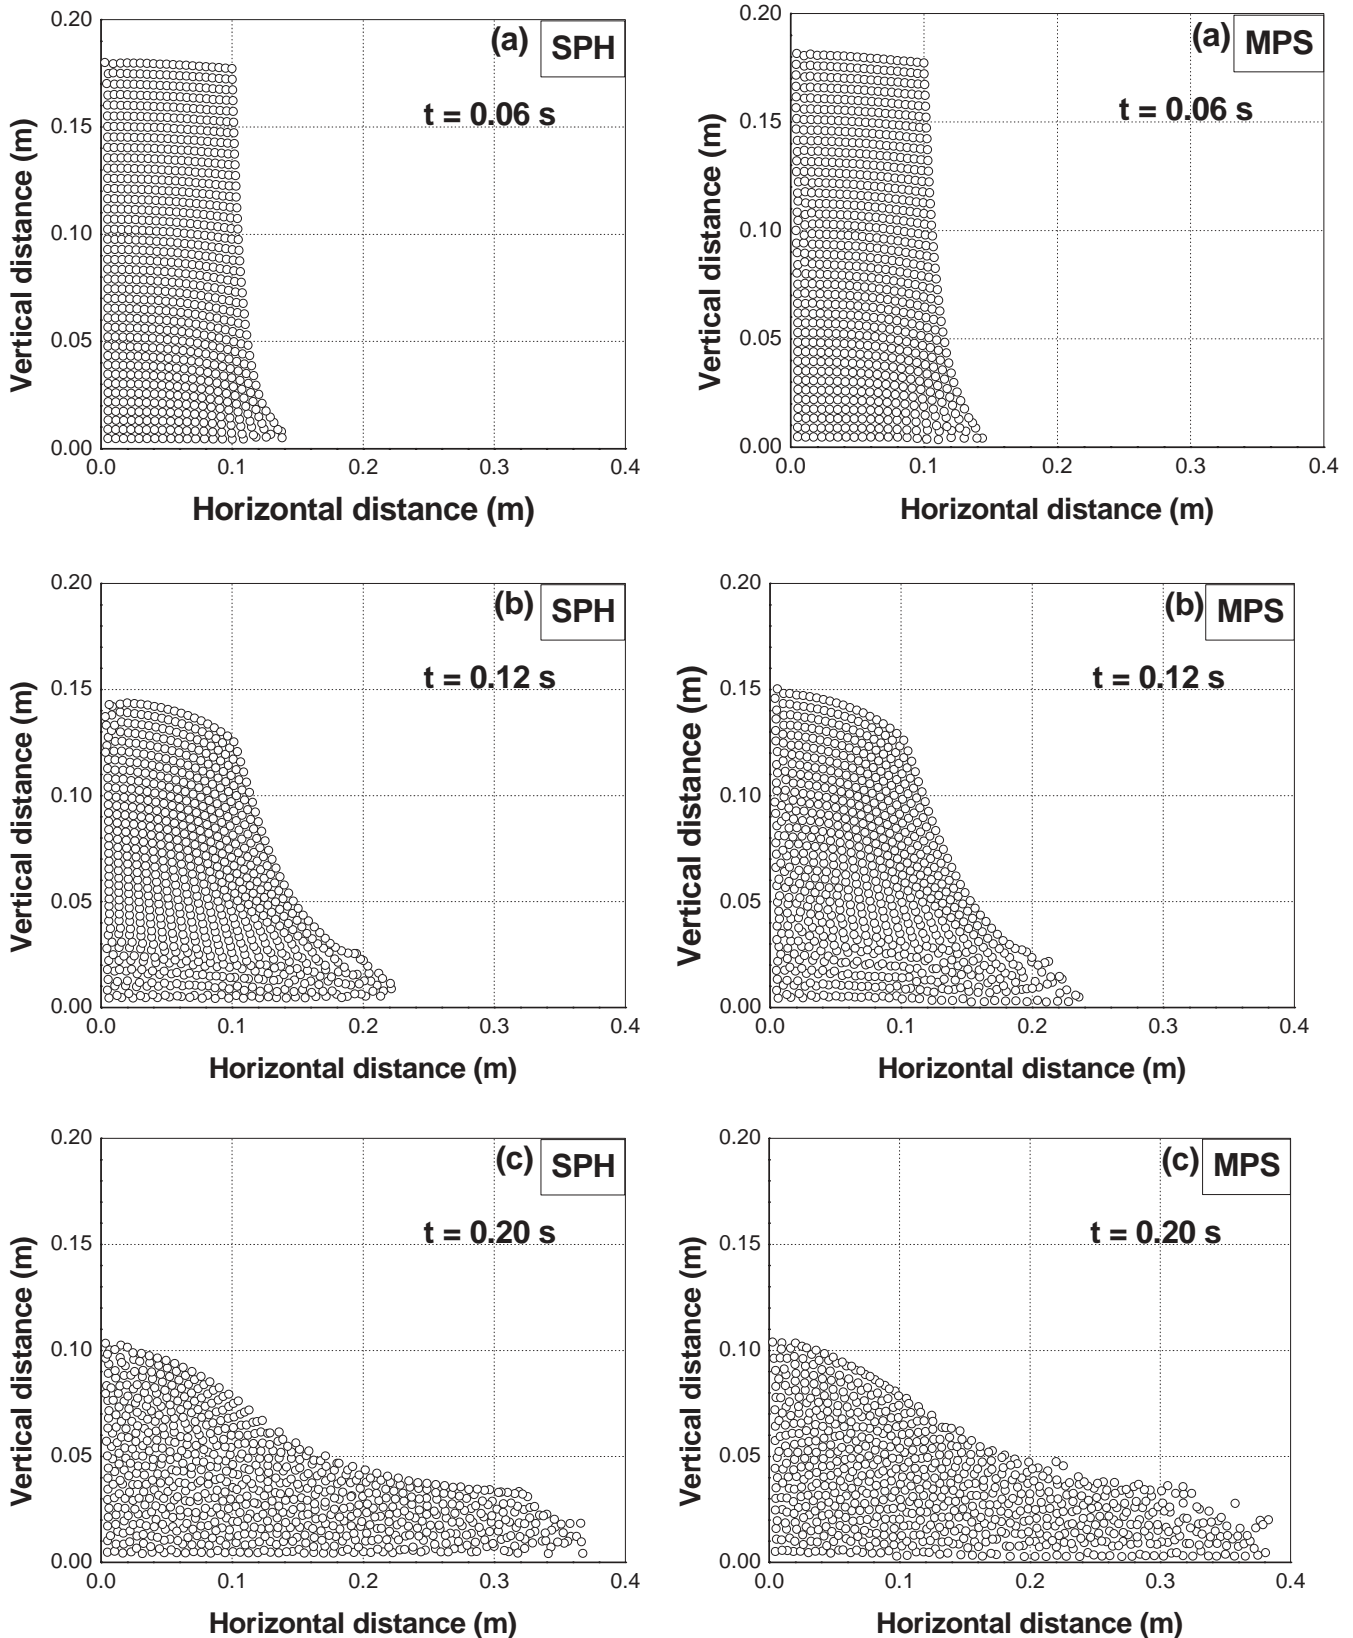 (a) SPH
t = 0.06 s
Vertical distance (m)
0.20
0.15
0.10
0.05
0.00
0.0 0.1 0.2 0.3 0.4
Horizontal distance (m)
(a) MPS
t = 0.06 s
Vertical distance (m)
0.20
0.15
0.10
0.05
0.00
0.0 0.1 0.2 0.3 0.4
Horizontal distance (m)
(b) SPH
t = 0.12 s
Vertical distance (m)
0.20
0.15
0.10
0.05
0.00
0.0 0.1 0.2 0.3 0.4
Horizontal distance (m)
(b) MPS
t = 0.12 s
Vertical distance (m)
0.20
0.15
0.10
0.05
0.00
0.0 0.1 0.2 0.3 0.4
Horizontal distance (m)
(c) SPH
t = 0.20 s
Vertical distance (m)
0.20
0.15
0.10
0.05
0.00
0.0 0.1 0.2 0.3 0.4
Horizontal distance (m)
(c) MPS
t = 0.20 s
Vertical distance (m)
0.20
0.15
0.10
0.05
0.00
0.0 0.1 0.2 0.3 0.4
Horizontal distance (m)